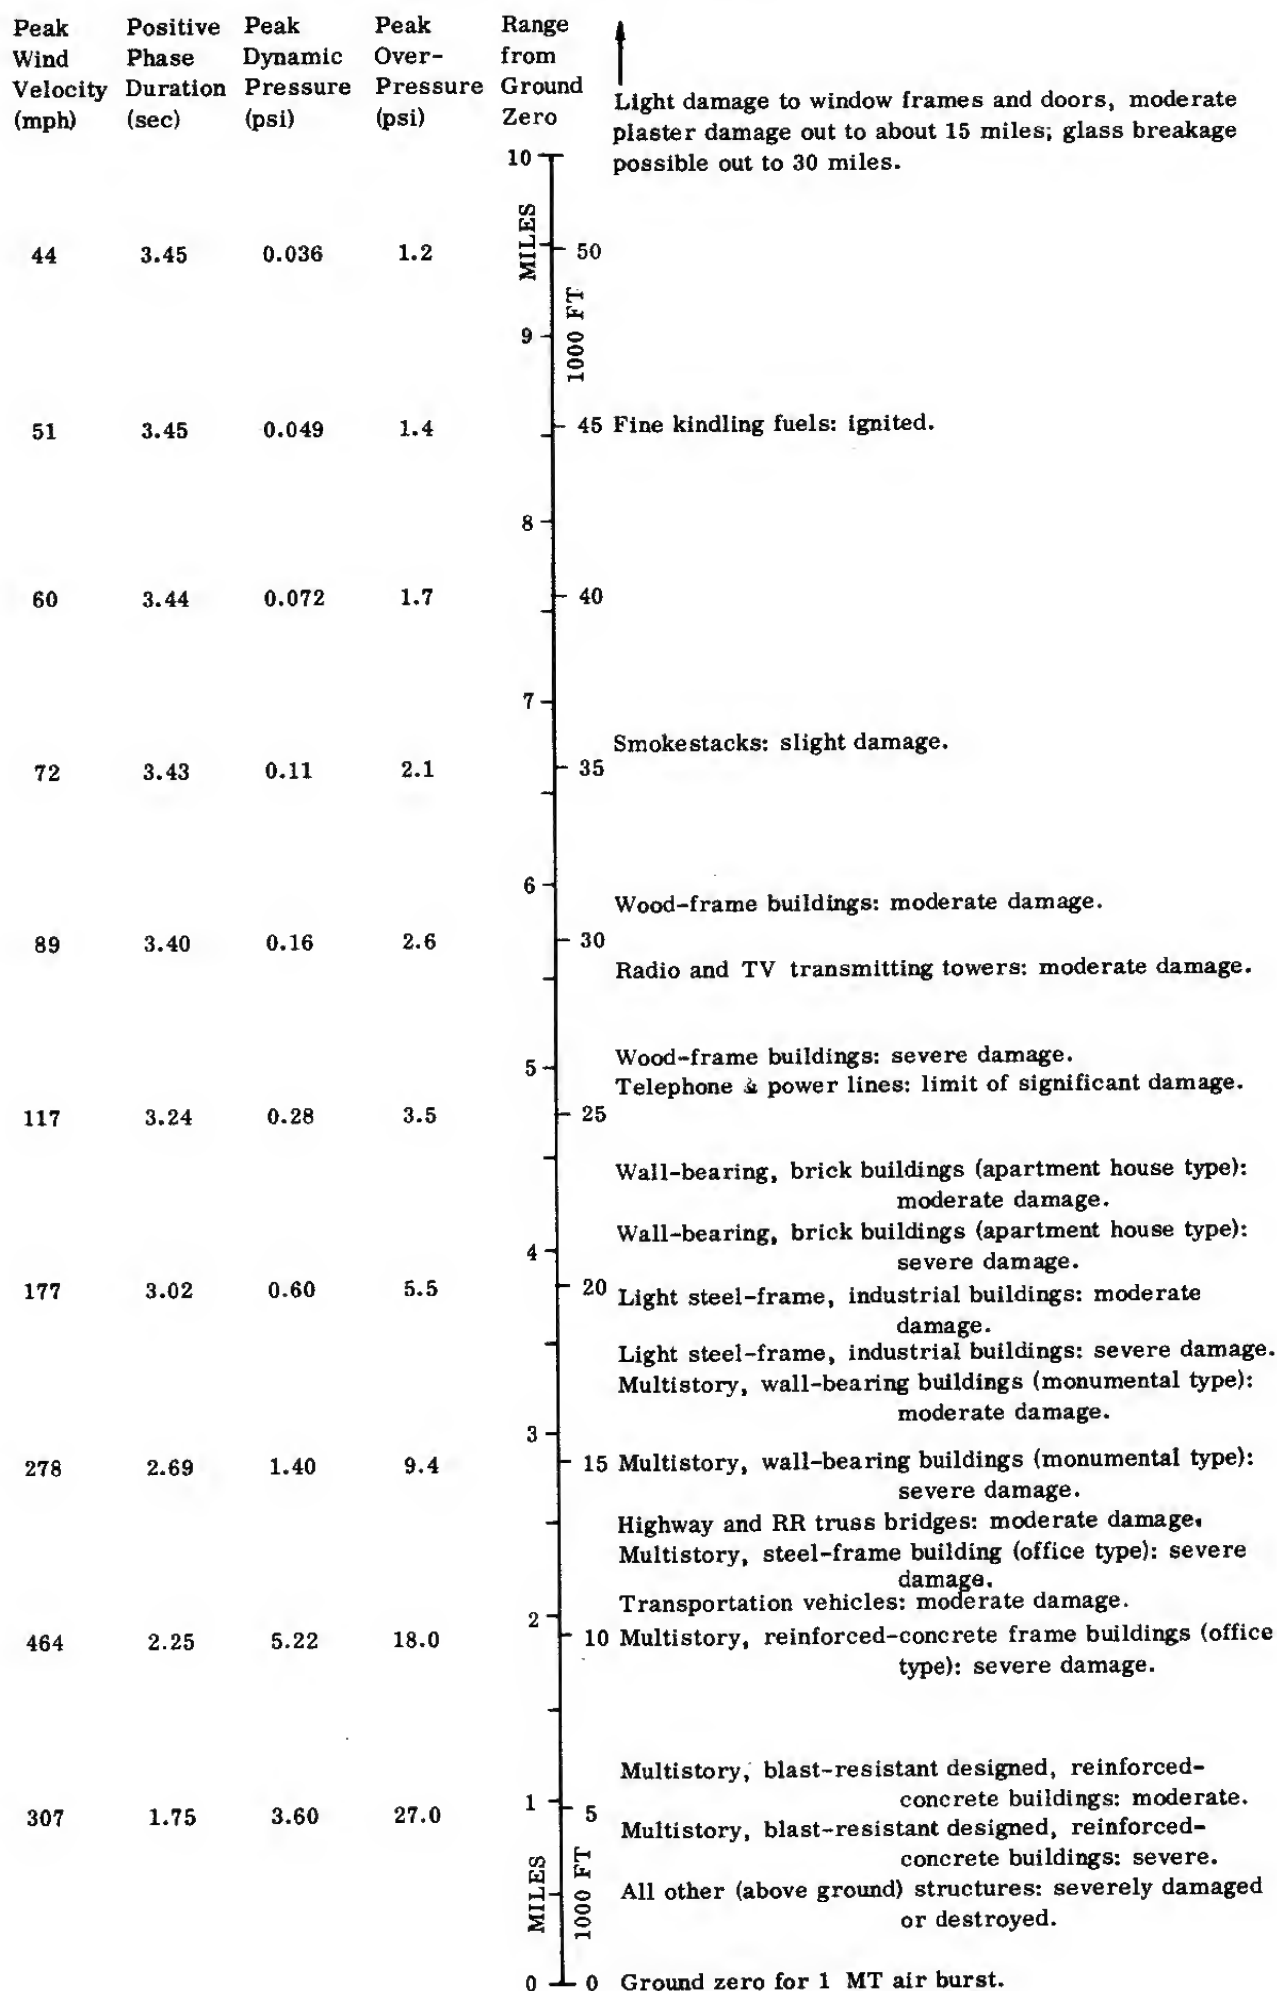 Peak Positive Peak Peak Range
Wind Phase Dynamic Over- from
Velocity Duration Pressure Pressure Ground
(mph) (sec) (psi) (psi) Zero
Light damage to window frames and doors, moderate
plaster damage out to about 15 miles; glass breakage
possible out to 30 miles.
10
MILES
44 3.45 0.036 1.2 50
1000 FT
9
51 3.45 0.049 1.4 45 Fine kindling fuels: ignited.
8
60 3.44 0.072 1.7 40
7
Smokestacks: slight damage.
72 3.43 0.11 2.1 35
6
Wood-frame buildings: moderate damage.
89 3.40 0.16 2.6 30
Radio and TV transmitting towers: moderate damage.
Wood-frame buildings: severe damage.
5
Telephone & power lines: limit of significant damage.
117 3.24 0.28 3.5 25
Wall-bearing, brick buildings (apartment house type):
moderate damage.
Wall-bearing, brick buildings (apartment house type):
4
severe damage.
177 3.02 0.60 5.5 20 Light steel-frame, industrial buildings: moderate
damage.
Light steel-frame, industrial buildings: severe damage.
Multistory, wall-bearing buildings (monumental type):
moderate damage.
3
278 2.69 1.40 9.4 15 Multistory, wall-bearing buildings (monumental type):
severe damage.
Highway and RR truss bridges: moderate damage.
Multistory, steel-frame building (office type): severe
damage.
Transportation vehicles: moderate damage.
2
464 2.25 5.22 18.0 10 Multistory, reinforced-concrete frame buildings (office
type): severe damage.
Multistory, blast-resistant designed, reinforced-
concrete buildings: moderate.
1
307 1.75 3.60 27.0 5
Multistory, blast-resistant designed, reinforced-
concrete buildings: severe.
MILES
1000 FT
All other (above ground) structures: severely damaged
or destroyed.
0 0 Ground zero for 1 MT air burst.